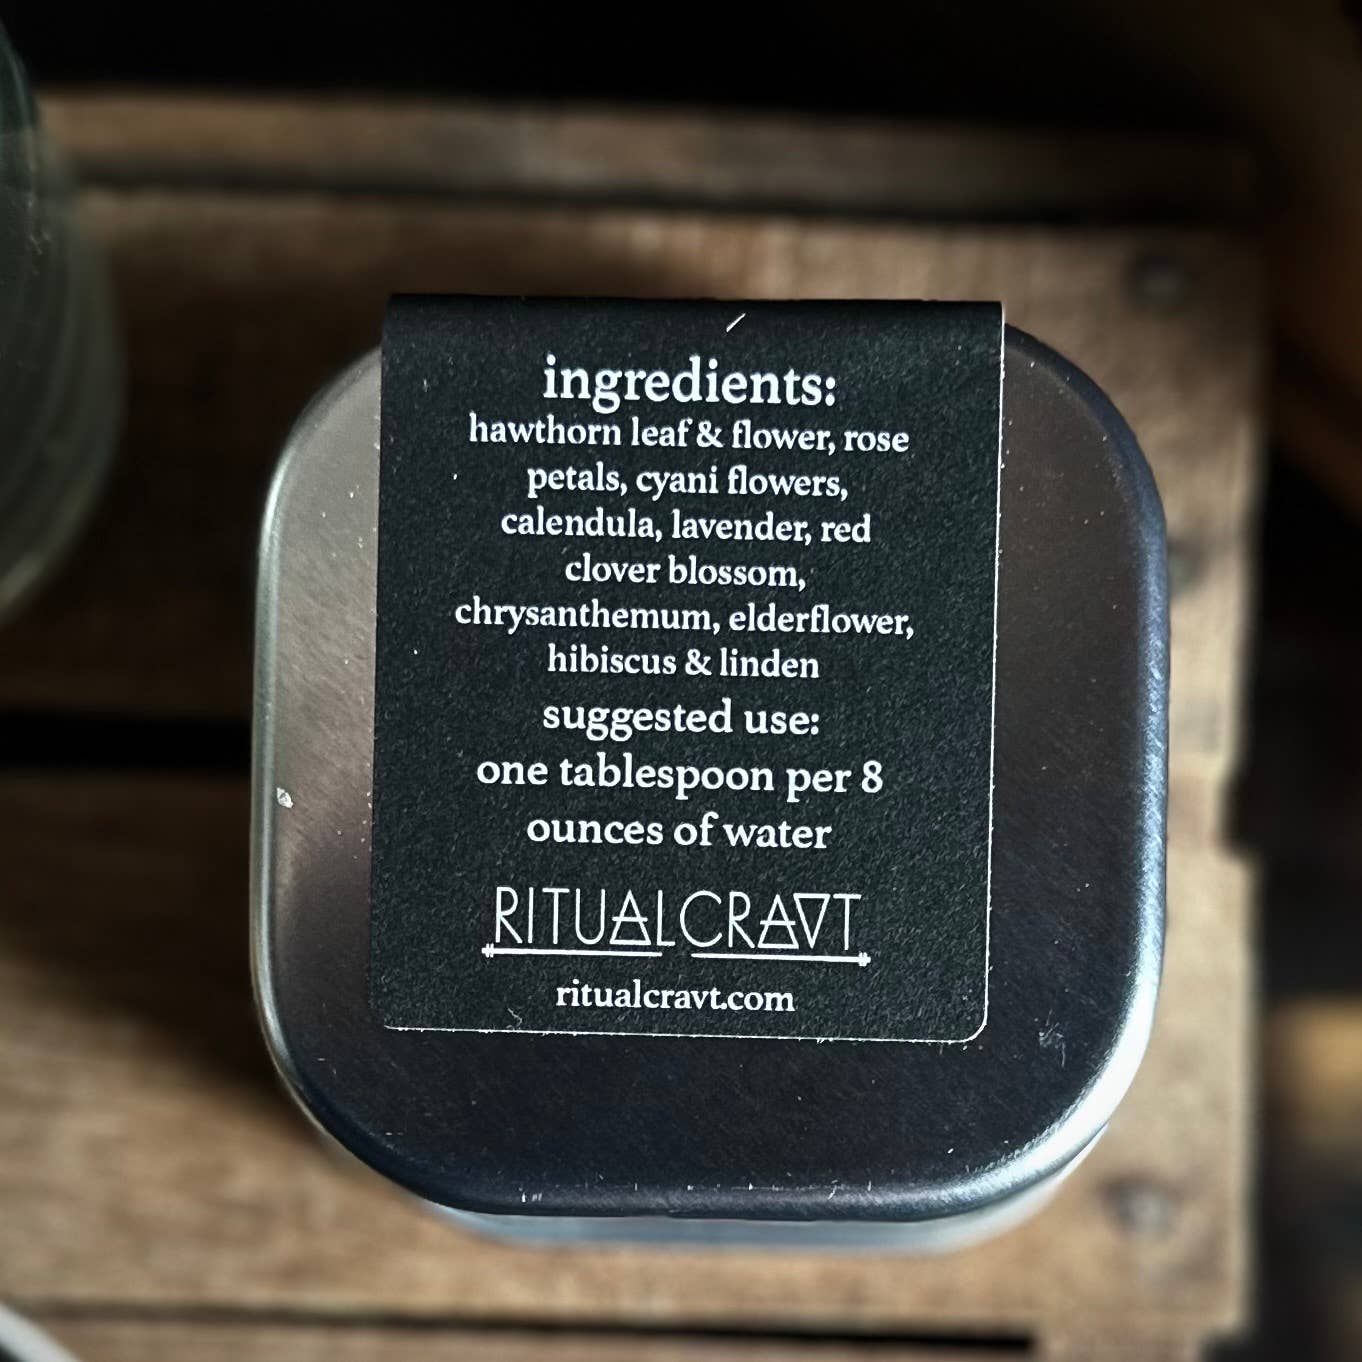 ingredients:
hawthorn leaf & flower, rose
petals, cyani flowers,
calendula, lavender, red
clover blossom,
chrysanthemum, elderflower,
hibiscus & linden
suggested use:
one tablespoon per 8
ounces of water
RITUALCRAVT
ritualcravt.com